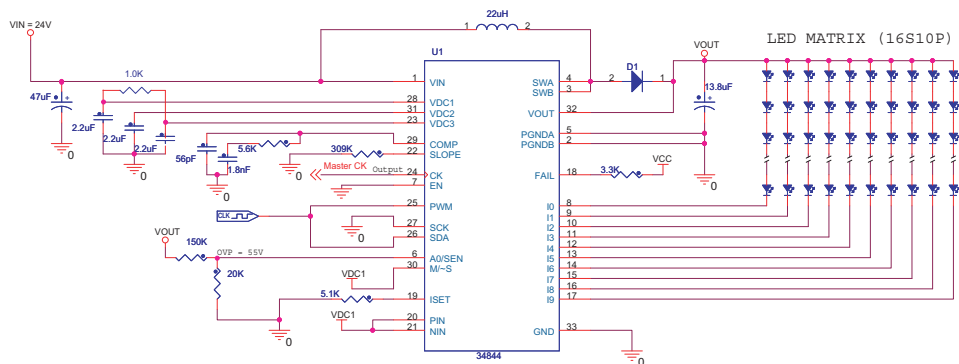 22uH
1
2
VIN = 24V
U1
VOUT
LED MATRIX (16S10P)
1.0K
47uF
2.2uF
2.2uF
2.2uF
0
0
1
VIN
28
VDC1
31
VDC2
23
VDC3
56pF
1.8nF
5.6K
0
29
COMP
309K
22
SLOPE
0
Master CK
Output
24
CK
7
EN
0
CLK
25
PWM
27
SCK
26
SDA
0
VOUT
150K
OVP = 55V
20K
0
6
A0/SEN
30
M/~S
VDC1
5.1K
19
ISET
0
VDC1
20
PIN
21
NIN
34844
SWA
4
SWB
3
2
D1
1
VOUT
32
13.8uF
PGNDA
5
PGNDB
2
0
FAIL
18
3.3K
VCC
I0
8
I1
9
I2
10
I3
11
I4
12
I5
13
I6
14
I7
15
I8
16
I9
17
GND
33
0